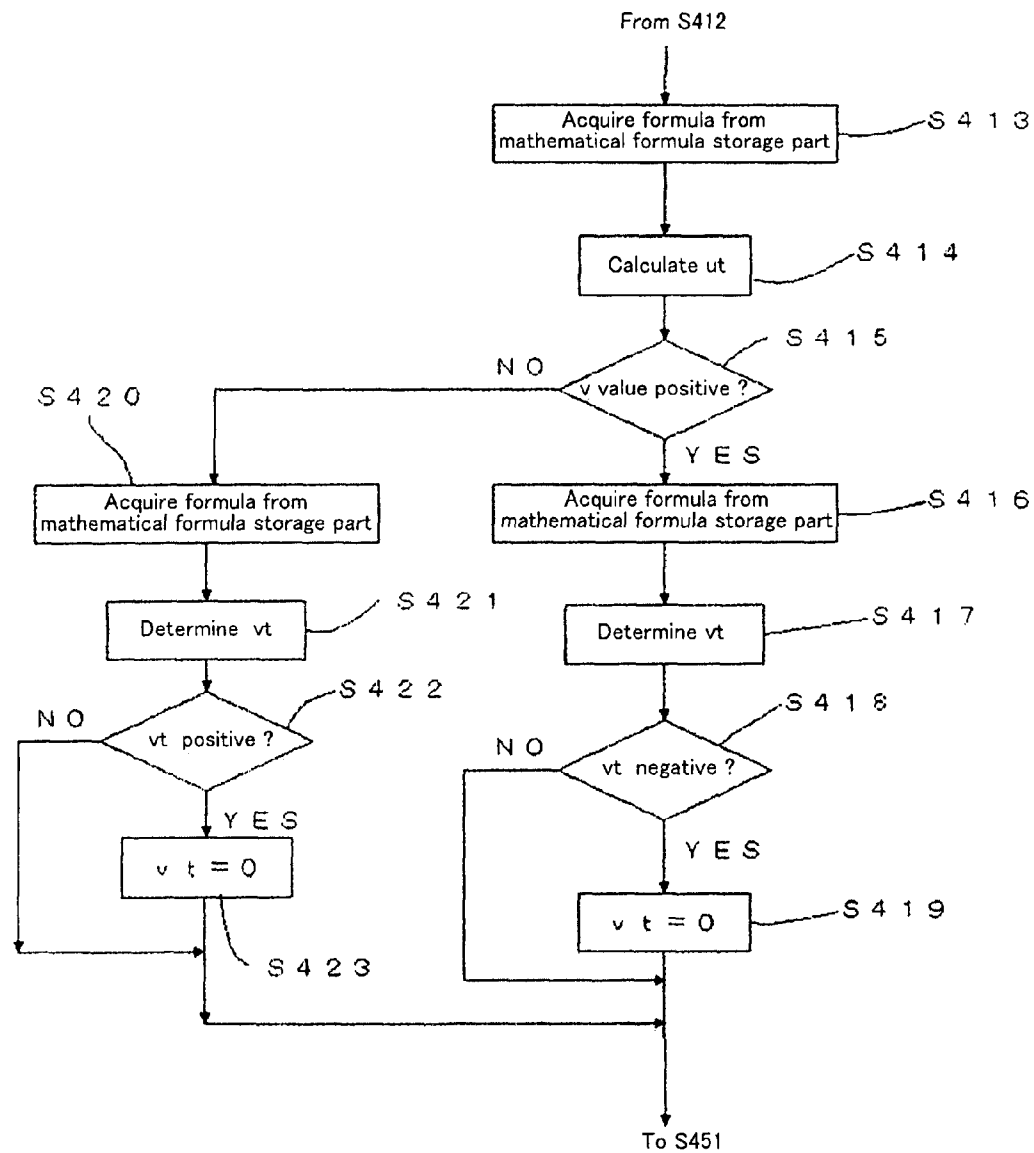 From S412
Acquire formula from
mathematical formula storage part
S413
Calculate ut
S414
v value positive ?
S415
NO
YES
S420
Acquire formula from
mathematical formula storage part
Acquire formula from
mathematical formula storage part
S416
Determine vt
S421
Determine vt
S417
vt positive ?
S422
NO
YES
vt negative ?
S418
NO
YES
v t = 0
S423
v t = 0
S419
To S451